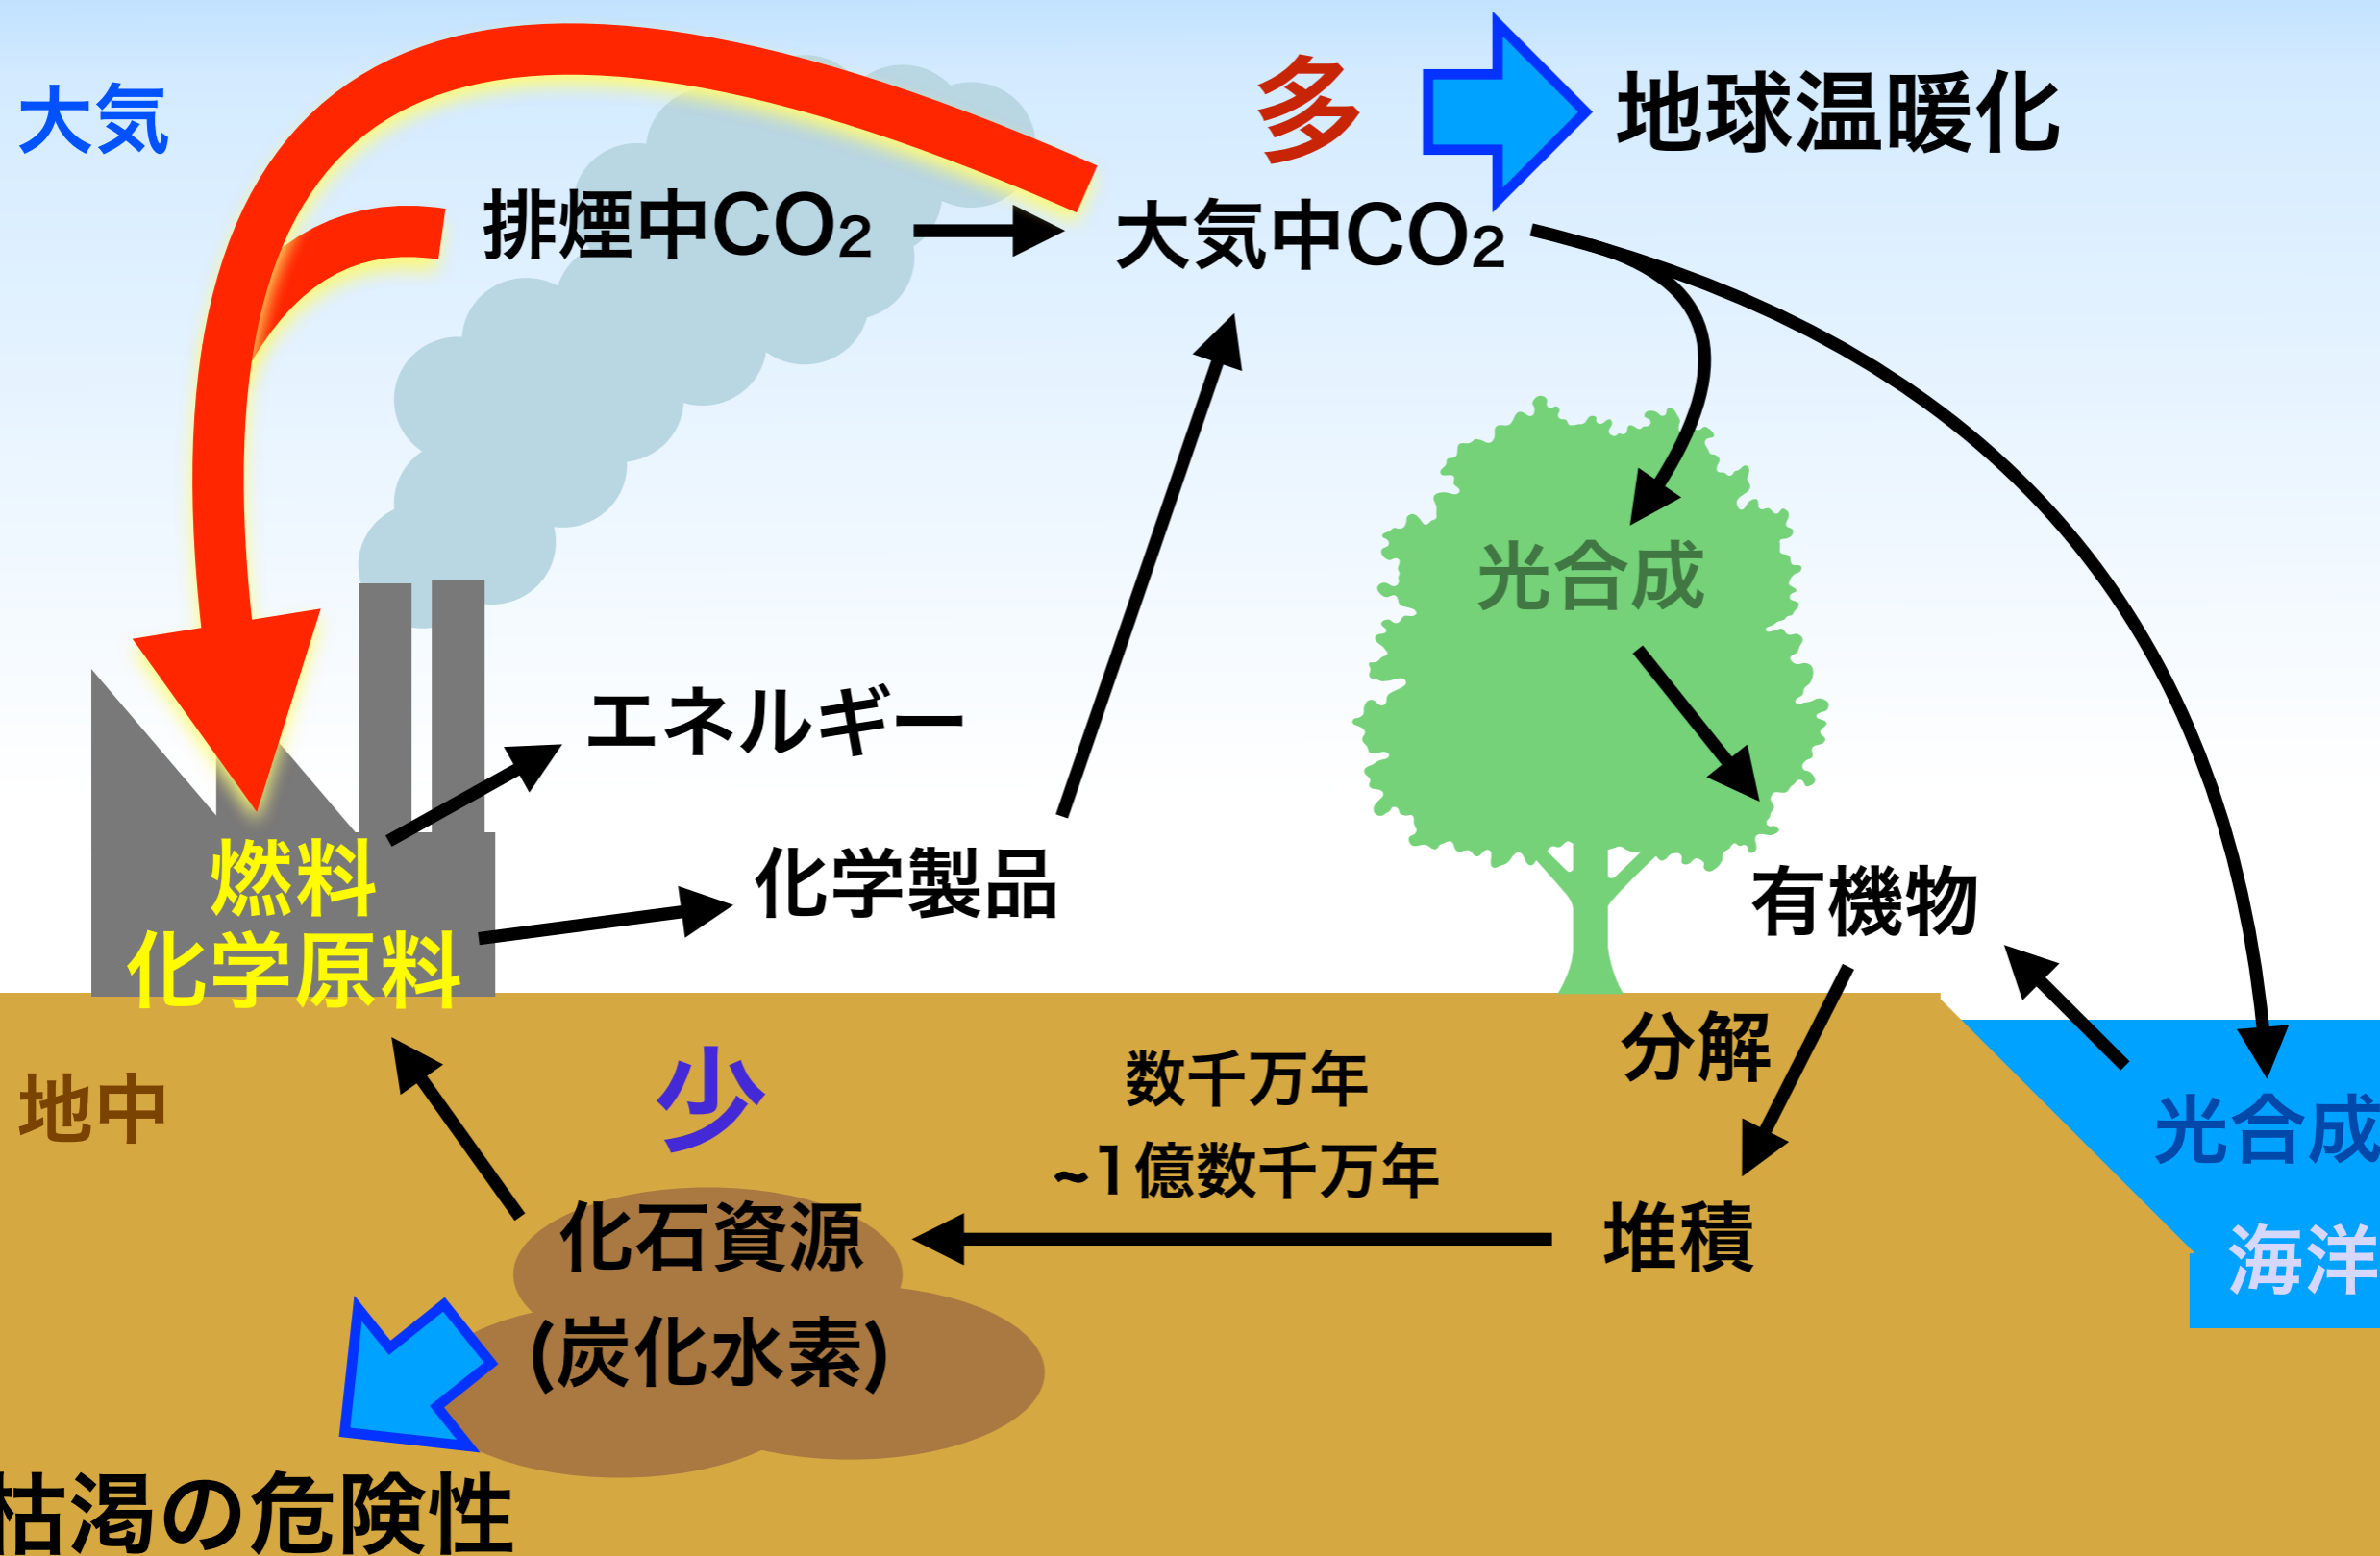 多
地球温暖化
大気
排煙中CO₂
大気中CO₂
光合成
エネルギー
化学製品
燃料
化学原料
有機物
分解
地中
少
数千万年
~1億数千万年
光合成
化石資源
(炭化水素)
堆積
海洋
枯渇の危険性